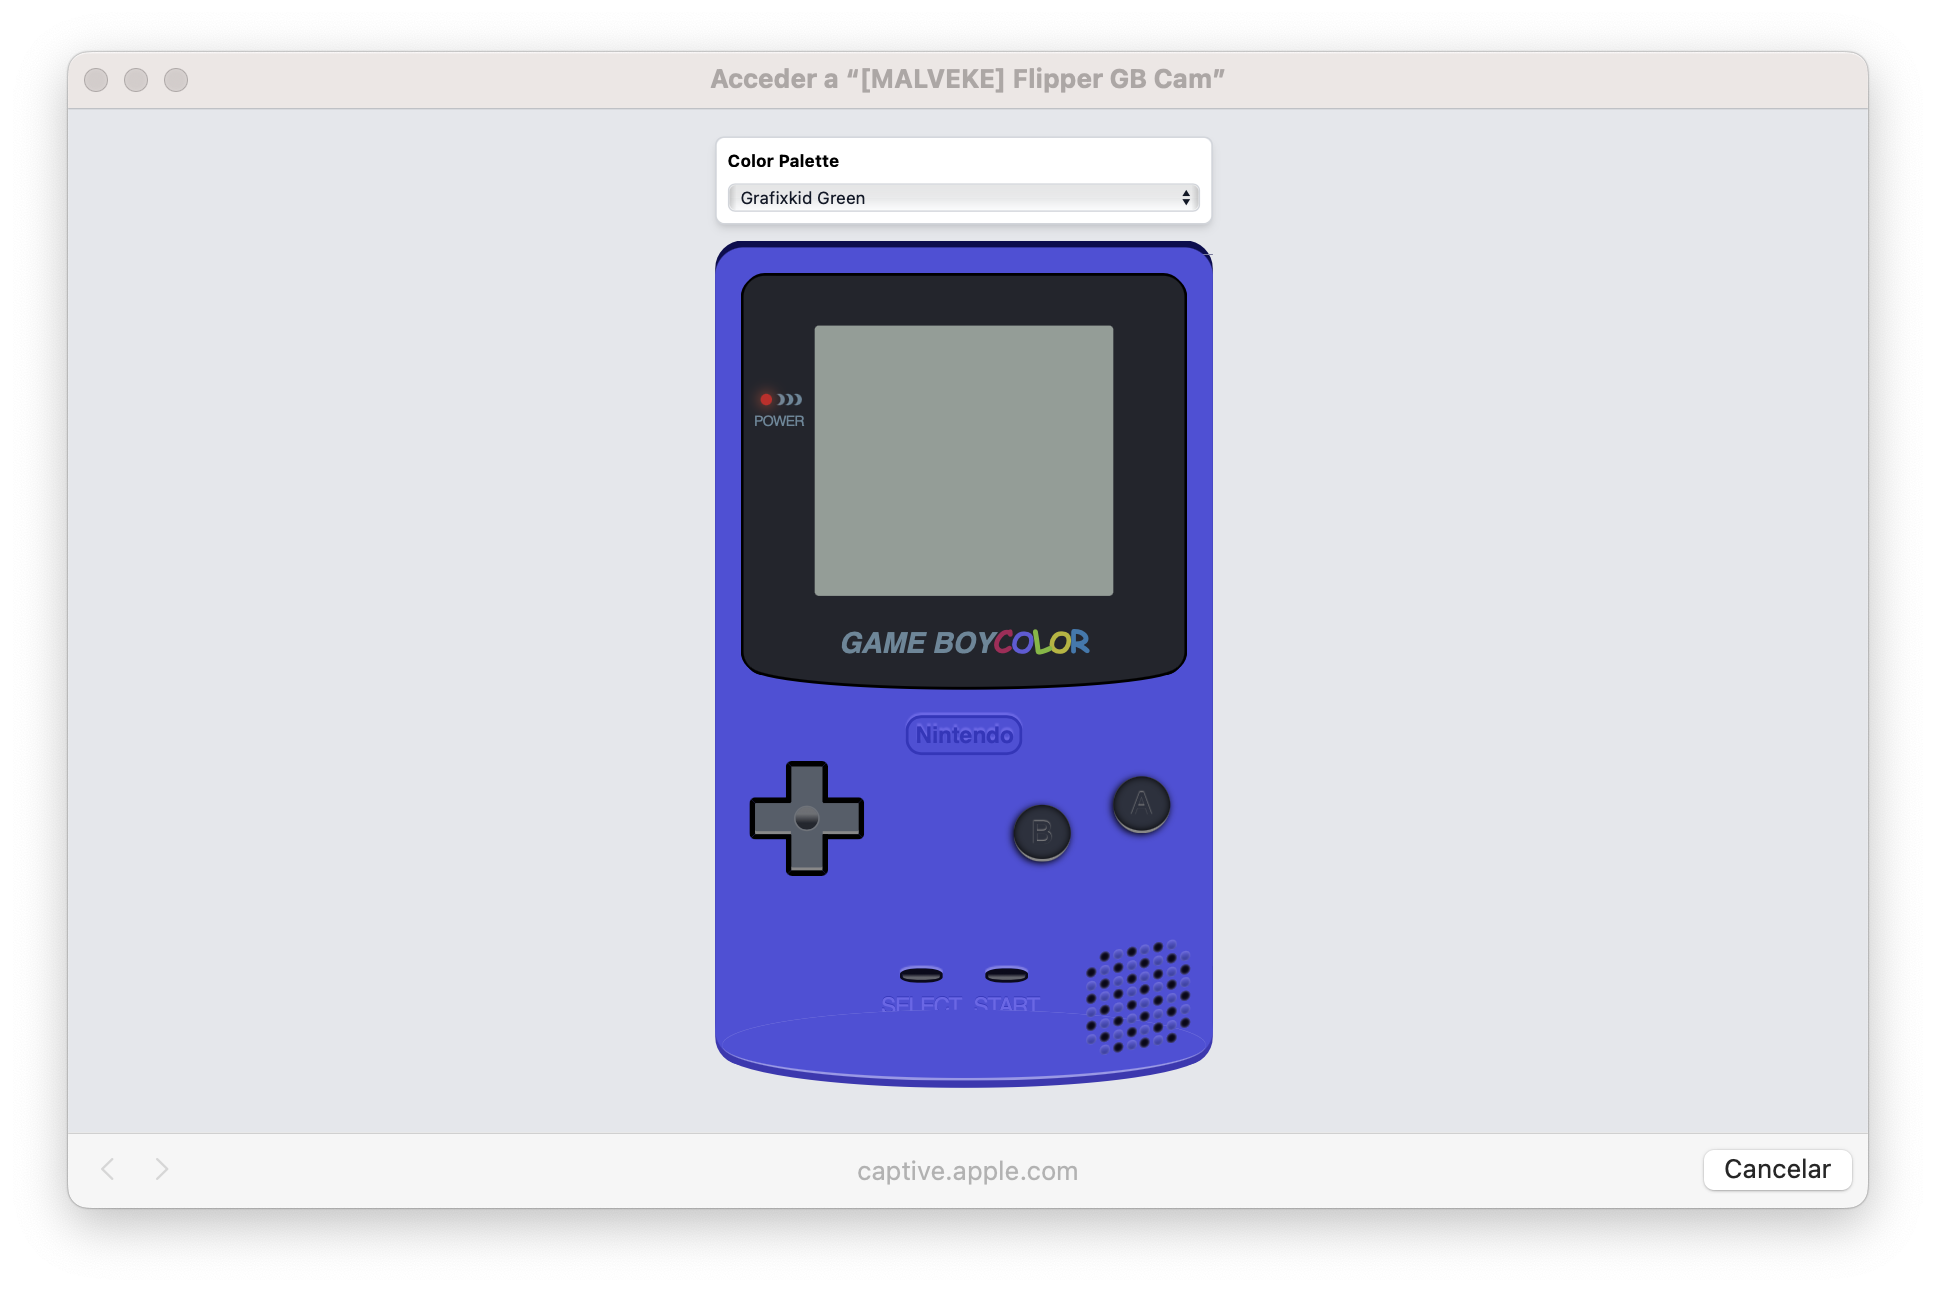 Acceder a “[MALVEKE] Flipper GB Cam”
Color Palette
Grafixkid Green
POWER
GAME BOY COLOR
Nintendo
A
B
SELECT START
captive.apple.com
Cancelar